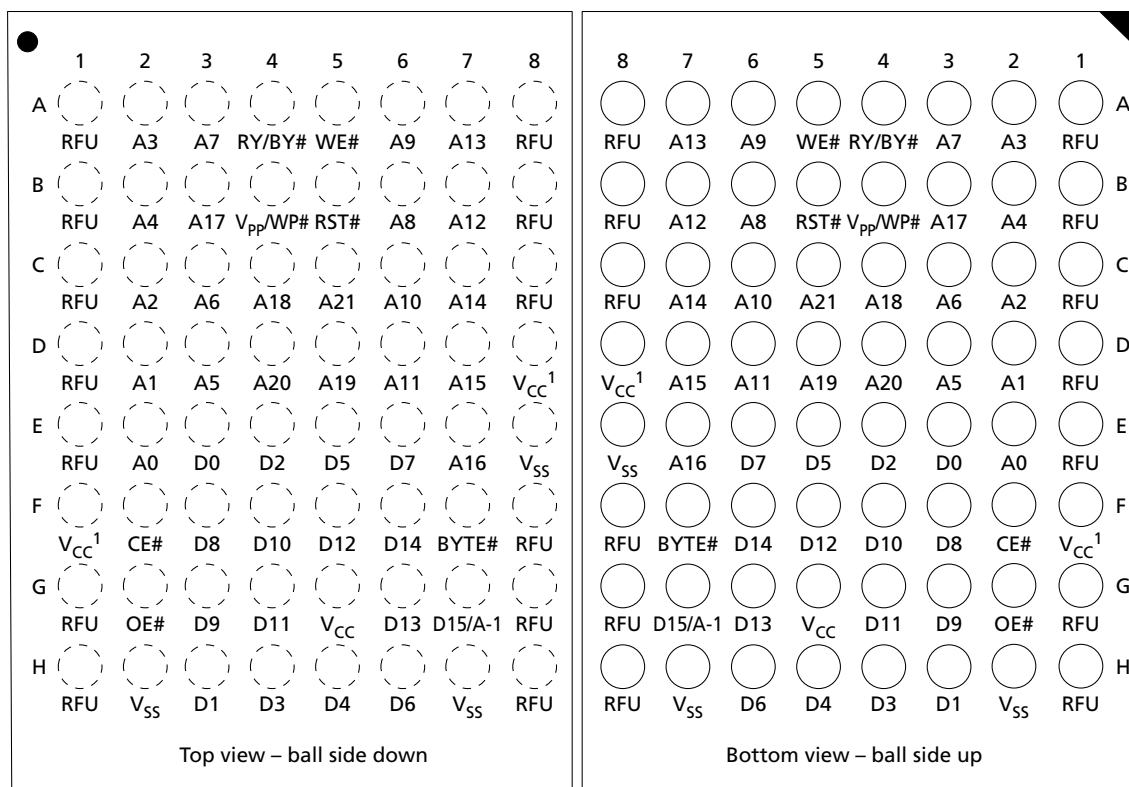 1 2 3 4 5 6 7 8
A
RFU A3 A7 RY/BY# WE# A9 A13 RFU
B
RFU A4 A17 VPP/WP# RST# A8 A12 RFU
C
RFU A2 A6 A18 A21 A10 A14 RFU
D
RFU A1 A5 A20 A19 A11 A15 VCC1
E
RFU A0 D0 D2 D5 D7 A16 VSS
F
VCC1 CE# D8 D10 D12 D14 BYTE# RFU
G
RFU OE# D9 D11 VCC D13 D15/A-1 RFU
H
RFU VSS D1 D3 D4 D6 VSS RFU
Top view – ball side down
8 7 6 5 4 3 2 1
A
RFU A13 A9 WE# RY/BY# A7 A3 RFU
B
RFU A12 A8 RST# VPP/WP# A17 A4 RFU
C
RFU A14 A10 A21 A18 A6 A2 RFU
D
VCC1 A15 A11 A19 A20 A5 A1 RFU
E
VSS A16 D7 D5 D2 D0 A0 RFU
F
RFU BYTE# D14 D12 D10 D8 CE# VCC1
G
RFU D15/A-1 D13 VCC D11 D9 OE# RFU
H
RFU VSS D6 D4 D3 D1 VSS RFU
Bottom view – ball side up